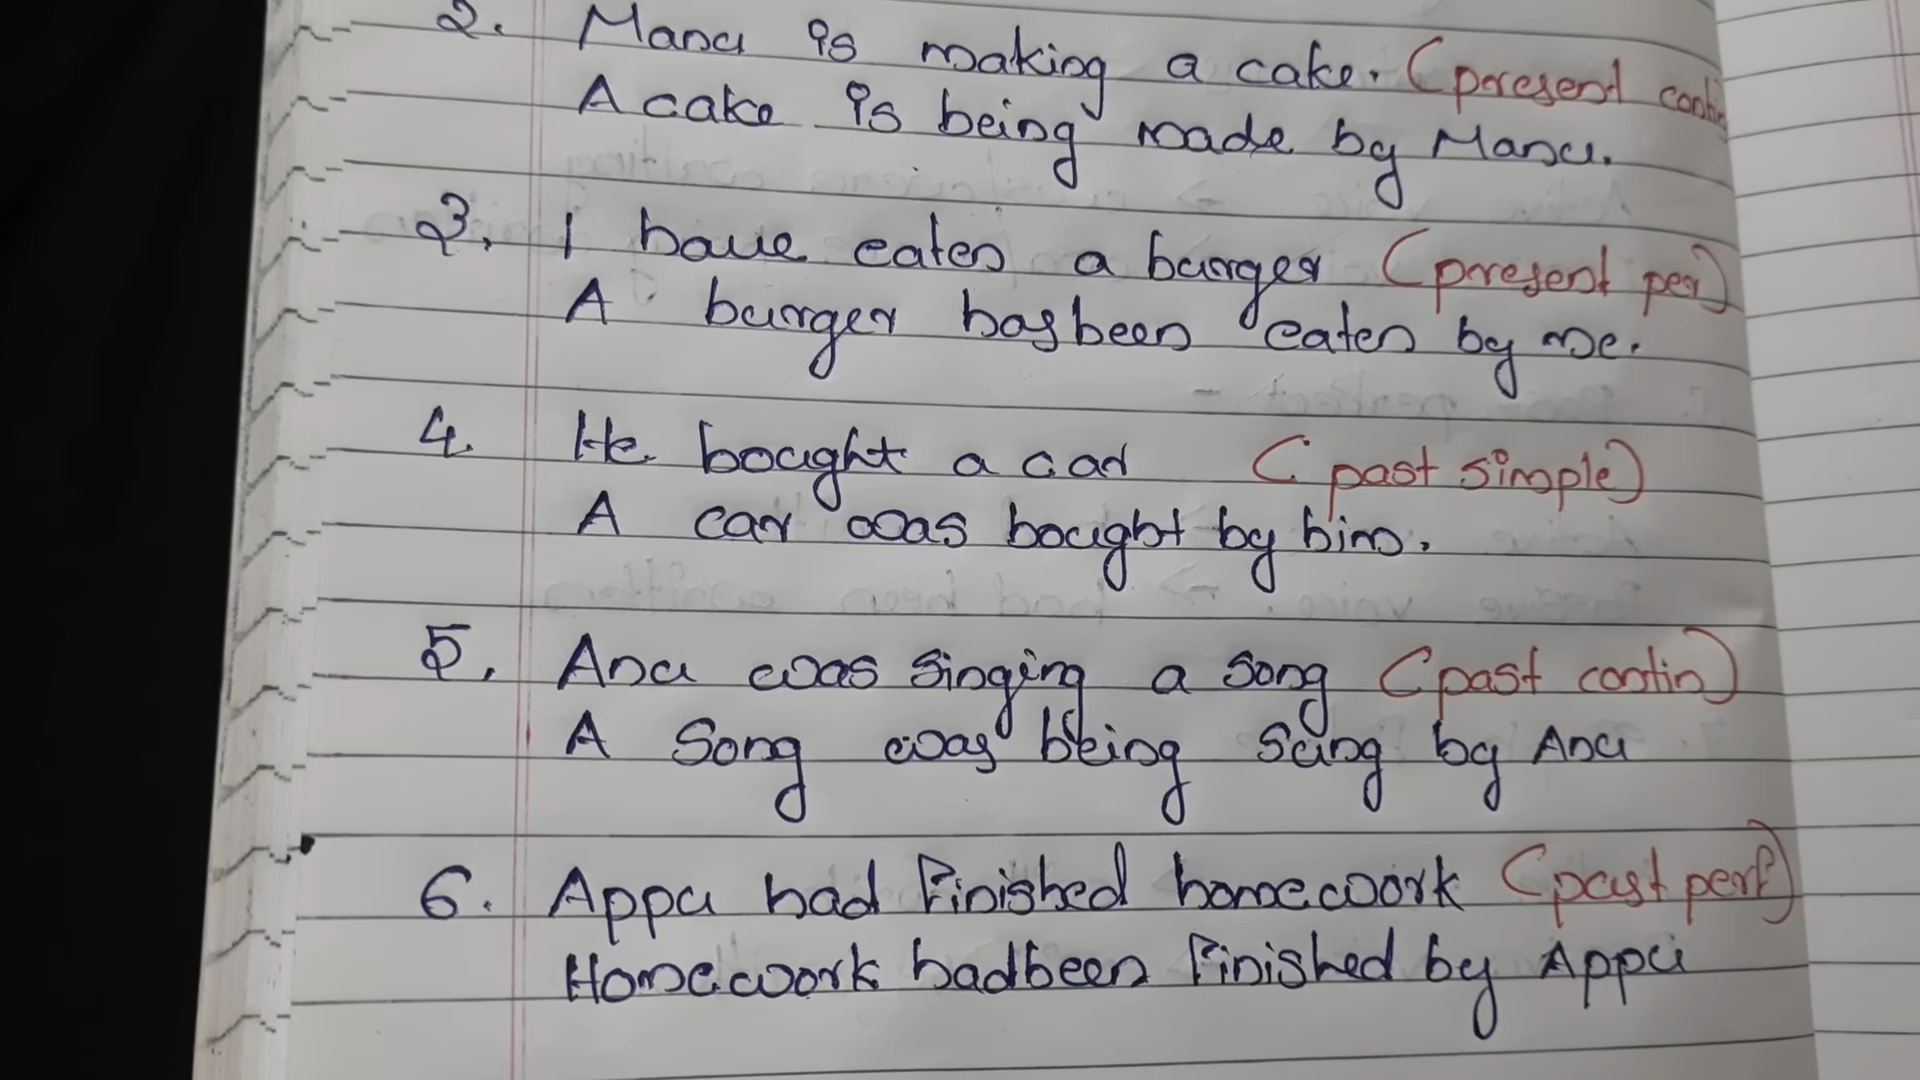 2. Manu is making a cake. (present contin
A cake is being made by Manu.
3. I have eaten a burger (present per)
A burger has been eaten by me.
4. He bought a car (past simple)
A car was bought by him.
5. Anu was singing a song (past contin)
A Song was being sung by Anu
6. Appu had Finished homework (past perf)
Homework had been Finished by Appu